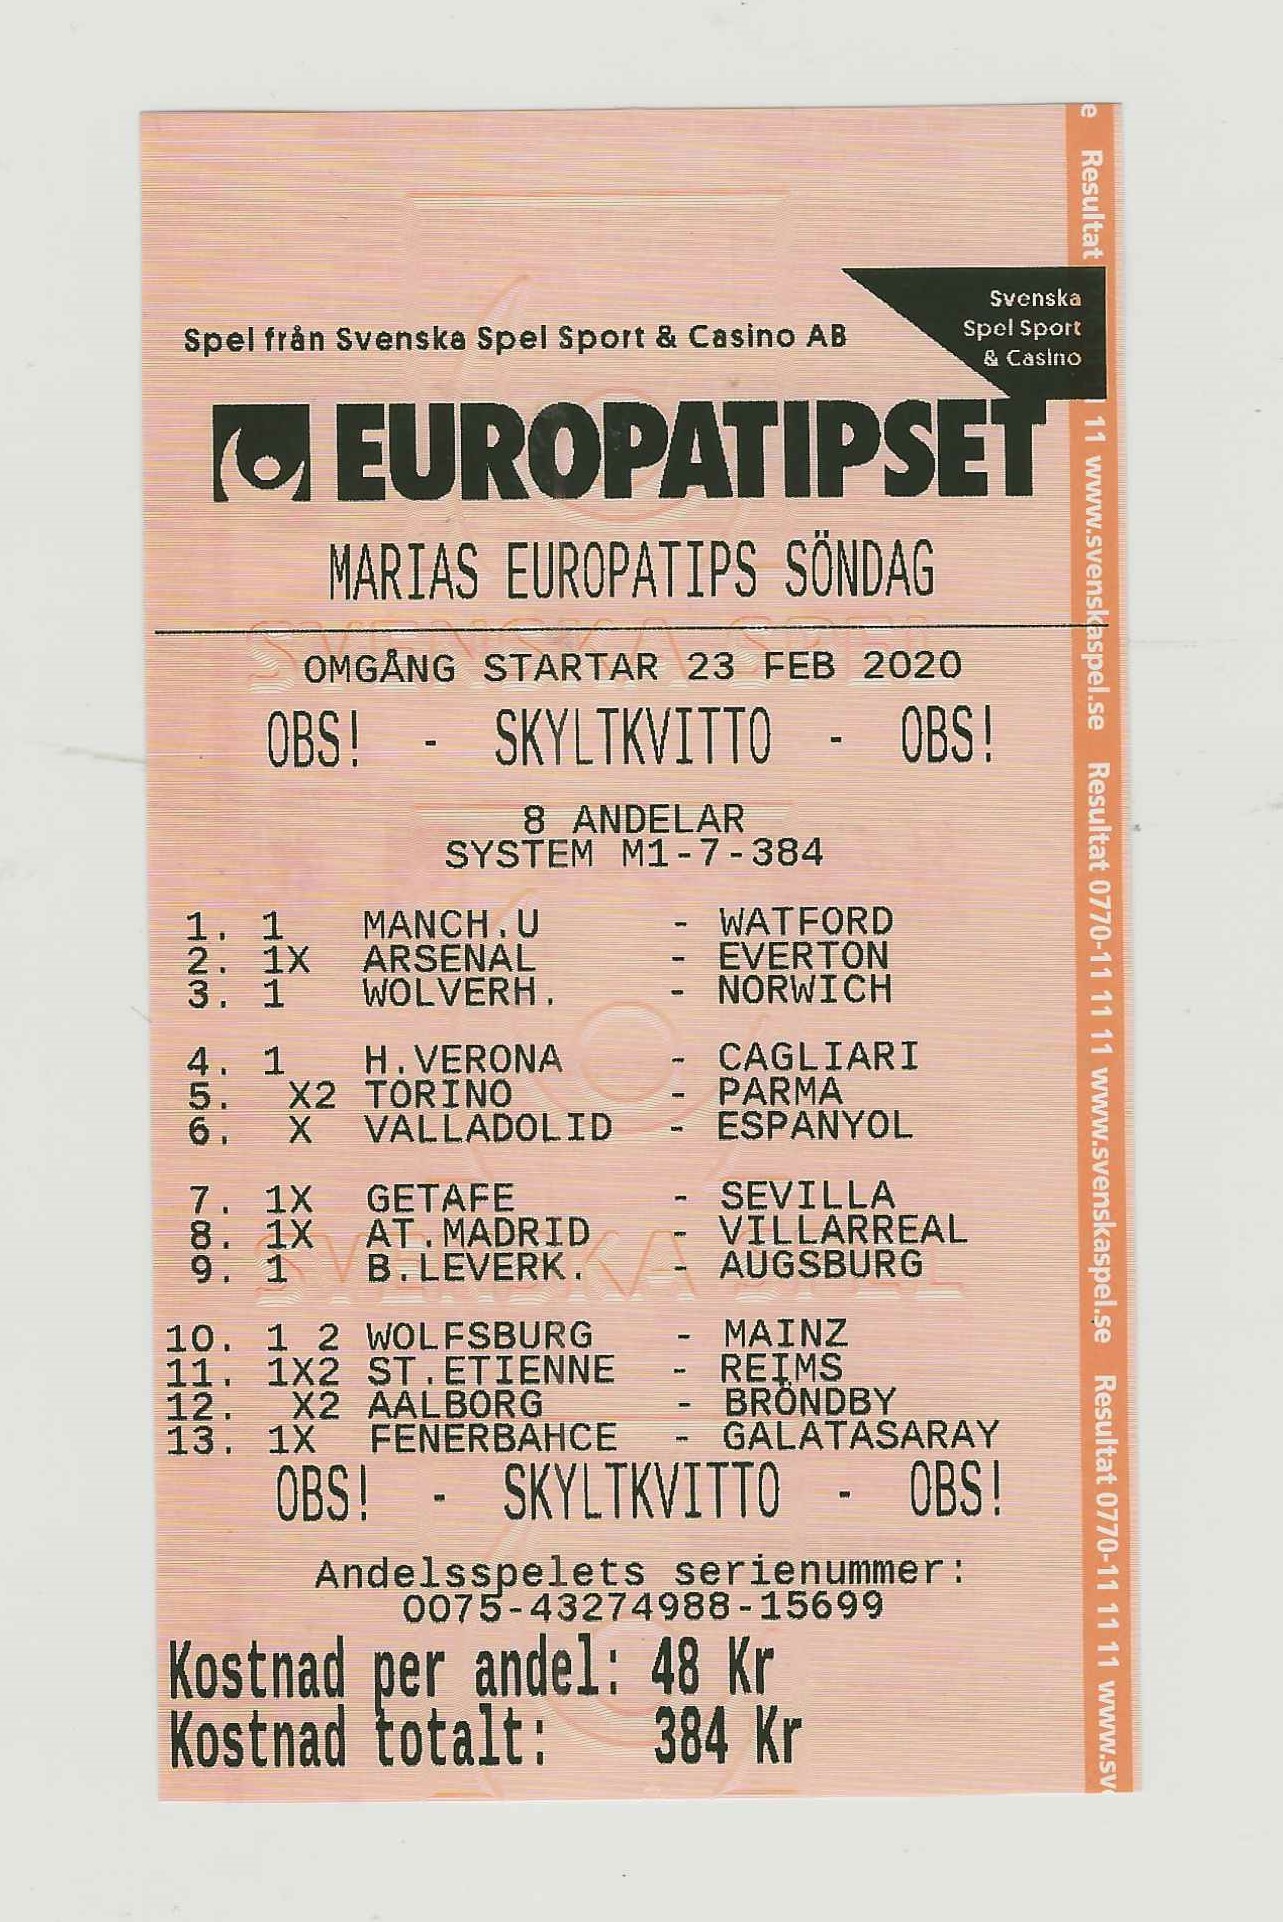 Svenska
Spel Sport
& Casino
Spel från Svenska Spel Sport & Casino AB
EUROPATIPSET
MARIAS EUROPATIPS SÖNDAG
OMGÅNG STARTAR 23 FEB 2020
OBS! - SKYLTKVITTO - OBS!
8 ANDELAR
SYSTEM M1-7-384
1. 1 MANCH.U - WATFORD
2. 1X ARSENAL - EVERTON
3. 1 WOLVERH. - NORWICH
4. 1 H.VERONA - CAGLIARI
5. X2 TORINO - PARMA
6. X VALLADOLID - ESPANYOL
7. 1X GETAFE - SEVILLA
8. 1X AT.MADRID - VILLARREAL
9. 1 B.LEVERK. - AUGSBURG
10. 1 2 WOLFSBURG - MAINZ
11. 1X2 ST.ETIENNE - REIMS
12. X2 AALBORG - BRÖNDBY
13. 1X FENERBAHCE - GALATASARAY
OBS! - SKYLTKVITTO - OBS!
Andelsspelets serienummer:
0075-43274988-15699
Kostnad per andel: 48 Kr
Kostnad totalt: 384 Kr
e Resultat 11 www.svenskaspel.se Resultat 0770-11 11 11 www.svenskaspel.se Resultat 0770-11 11 11 www.sv
SVENSKA SPEL
SVENSKA SPEL